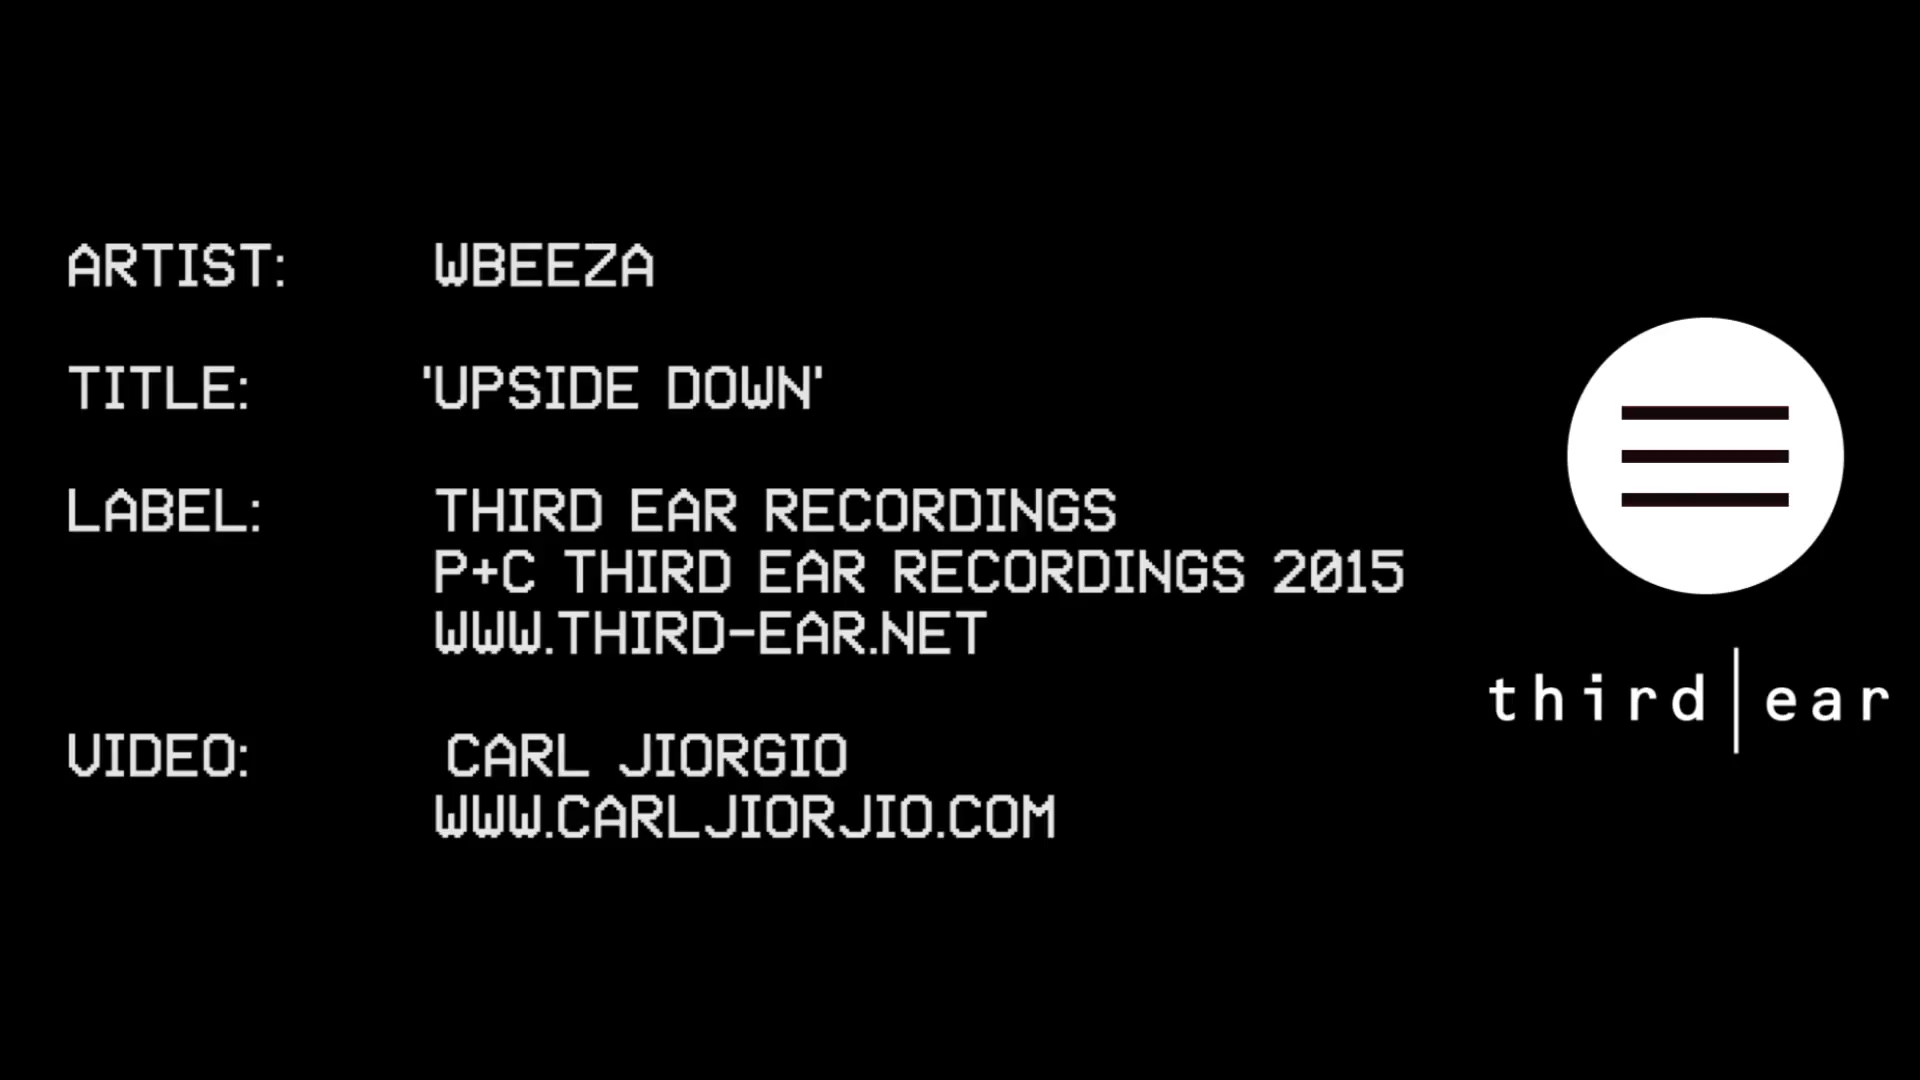 ARTIST: WBEEZA
TITLE: 'UPSIDE DOWN'
LABEL: THIRD EAR RECORDINGS
P+C THIRD EAR RECORDINGS 2015
WWW.THIRD-EAR.NET
VIDEO: CARL JIORGIO
WWW.CARLJIORJIO.COM
third|ear